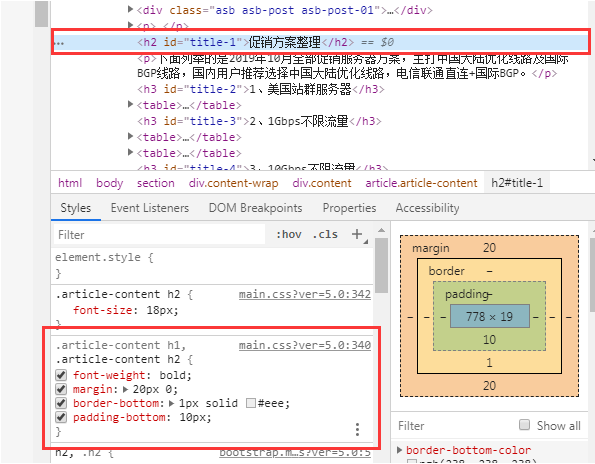 ▶<div class="asb asb-post asb-post-01">…</div>
▶<p>…</p>
…<h2 id="title-1">促销方案整理</h2> == $0
<p>下面列举的是2019年10月全部促销服务器方案，主打中国大陆优化线路及国际
BGP线路，国内用户推荐选择中国大陆优化线路，电信联通直连+国际BGP。</p>
<h3 id="title-2">1、美国站群服务器</h3>
▶<table>…</table>
<h3 id="title-3">2、1Gbps不限流量</h3>
▶<table>…</table>
<h3 id="title-4">3、10Gbps不限流量</h3>
html body section div.content-wrap div.content article.article-content h2#title-1
Styles Event Listeners DOM Breakpoints Properties Accessibility
Filter :hov .cls +
element.style {
}
.article-content h2 { main.css?ver=5.0:342
font-size: 18px;
}
.article-content h1, main.css?ver=5.0:340
.article-content h2 {
font-weight: bold;
margin:▶20px 0;
border-bottom:▶1px solid #eee;
padding-bottom: 10px;
}
h2, .h2 { bootstrap.m…s?ver=5.0:5
margin 20
border –
padding –
– – – 778 × 19 – – –
10
1
20
Filter Show all
▶border-bottom-color
rgb(238, 238, 238)